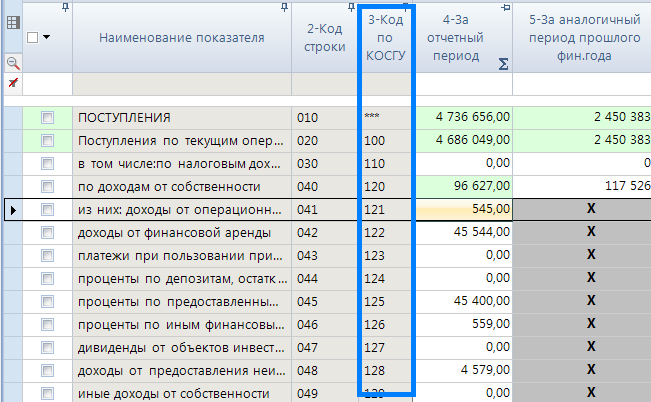 Наименование показателя 2-Код строки 3-Код по КОСГУ 4-За отчетный период Σ 5-За аналогичный период прошлого фин.года
ПОСТУПЛЕНИЯ 010 *** 4 736 656,00 2 450 383
Поступления по текущим опер... 020 100 4 686 049,00 2 450 383
в том числе:по налоговым дох... 030 110 0,00 0
по доходам от собственности 040 120 96 627,00 117 526
из них: доходы от операционн... 041 121 545,00 X
доходы от финансовой аренды 042 122 45 544,00 X
платежи при пользовании при... 043 123 0,00 X
проценты по депозитам, остатк... 044 124 0,00 X
проценты по предоставленны... 045 125 45 400,00 X
проценты по иным финансовы... 046 126 559,00 X
дивиденды от объектов инвест... 047 127 0,00 X
доходы от предоставления неи... 048 128 4 579,00 X
иные доходы от собственности 049 129 0,00 X